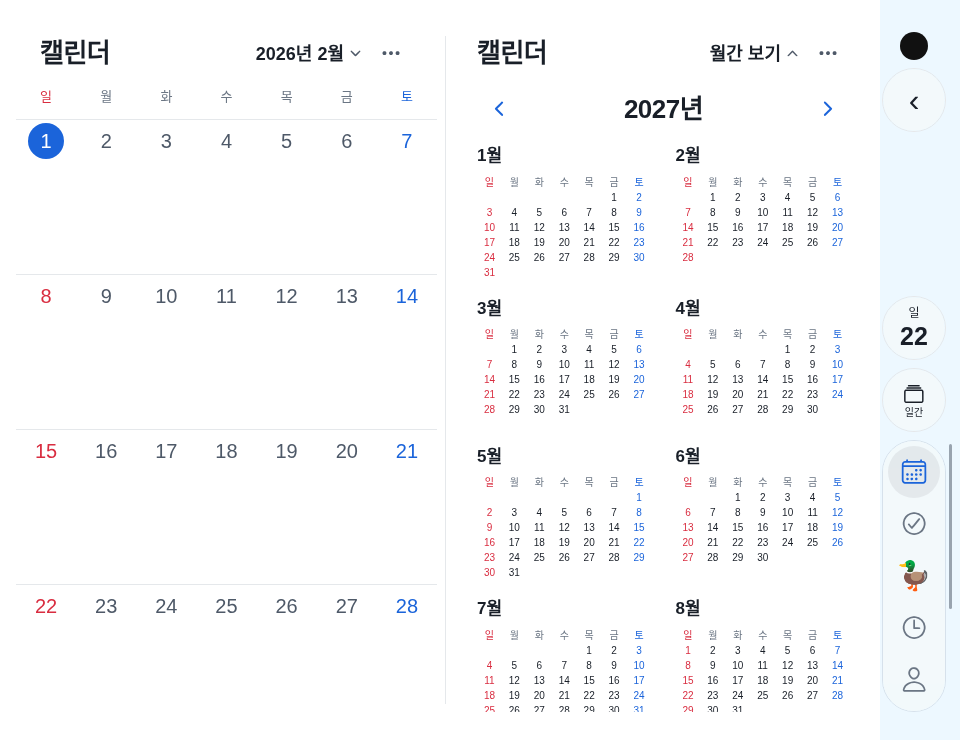 캘린더 2026년 2월
일 월 화 수 목 금 토
1 2 3 4 5 6 7
8 9 10 11 12 13 14
15 16 17 18 19 20 21
22 23 24 25 26 27 28
캘린더 월간 보기
2027년
1월
일 월 화 수 목 금 토
1 2
3 4 5 6 7 8 9
10 11 12 13 14 15 16
17 18 19 20 21 22 23
24 25 26 27 28 29 30
31
2월
일 월 화 수 목 금 토
1 2 3 4 5 6
7 8 9 10 11 12 13
14 15 16 17 18 19 20
21 22 23 24 25 26 27
28
3월
일 월 화 수 목 금 토
1 2 3 4 5 6
7 8 9 10 11 12 13
14 15 16 17 18 19 20
21 22 23 24 25 26 27
28 29 30 31
4월
일 월 화 수 목 금 토
1 2 3
4 5 6 7 8 9 10
11 12 13 14 15 16 17
18 19 20 21 22 23 24
25 26 27 28 29 30
5월
일 월 화 수 목 금 토
1
2 3 4 5 6 7 8
9 10 11 12 13 14 15
16 17 18 19 20 21 22
23 24 25 26 27 28 29
30 31
6월
일 월 화 수 목 금 토
1 2 3 4 5
6 7 8 9 10 11 12
13 14 15 16 17 18 19
20 21 22 23 24 25 26
27 28 29 30
7월
일 월 화 수 목 금 토
1 2 3
4 5 6 7 8 9 10
11 12 13 14 15 16 17
18 19 20 21 22 23 24
25 26 27 28 29 30 31
8월
일 월 화 수 목 금 토
1 2 3 4 5 6 7
8 9 10 11 12 13 14
15 16 17 18 19 20 21
22 23 24 25 26 27 28
29 30 31
일
22
일간